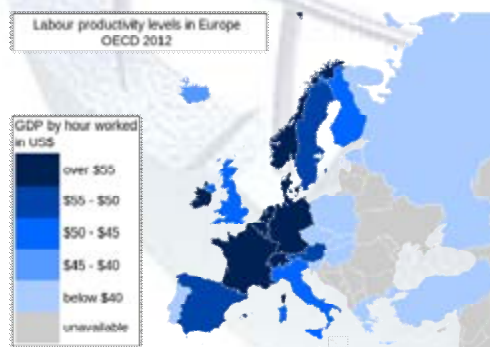 Labour productivity levels in Europe
OECD 2012
GDP by hour worked
in US$
over $55
$55 - $50
$50 - $45
$45 - $40
below $40
unavailable